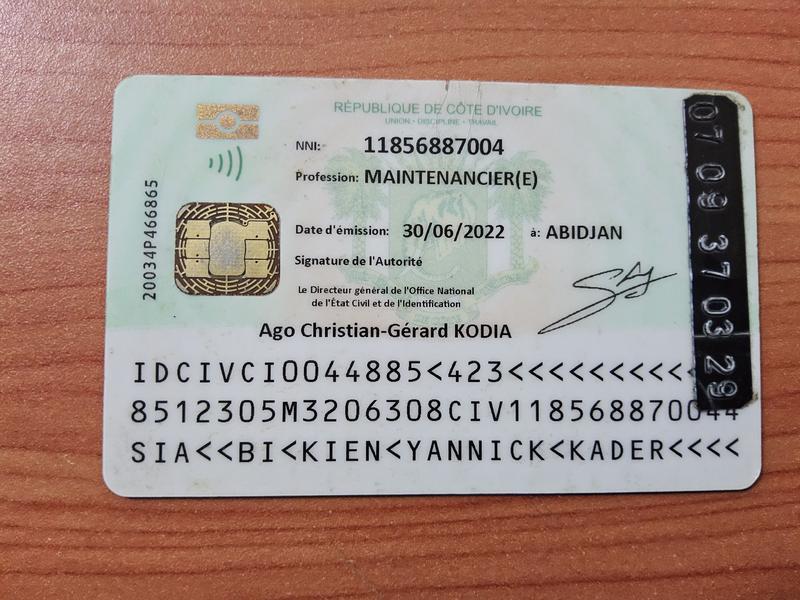 RÉPUBLIQUE DE CÔTE D'IVOIRE
UNION - DISCIPLINE - TRAVAIL
NNI: 11856887004
Profession: MAINTENANCIER(E)
20034P466865
Date d'émission: 30/06/2022 à: ABIDJAN
Signature de l'Autorité
Le Directeur général de l'Office National
de l'État Civil et de l'Identification
Ago Christian-Gérard KODIA
07 09 37 03 29
IDCIVCI0044885<423<<<<<<<<<
8512305M3206308CIV118568870044
SIA<<BI<KIEN<YANNICK<KADER<<<<